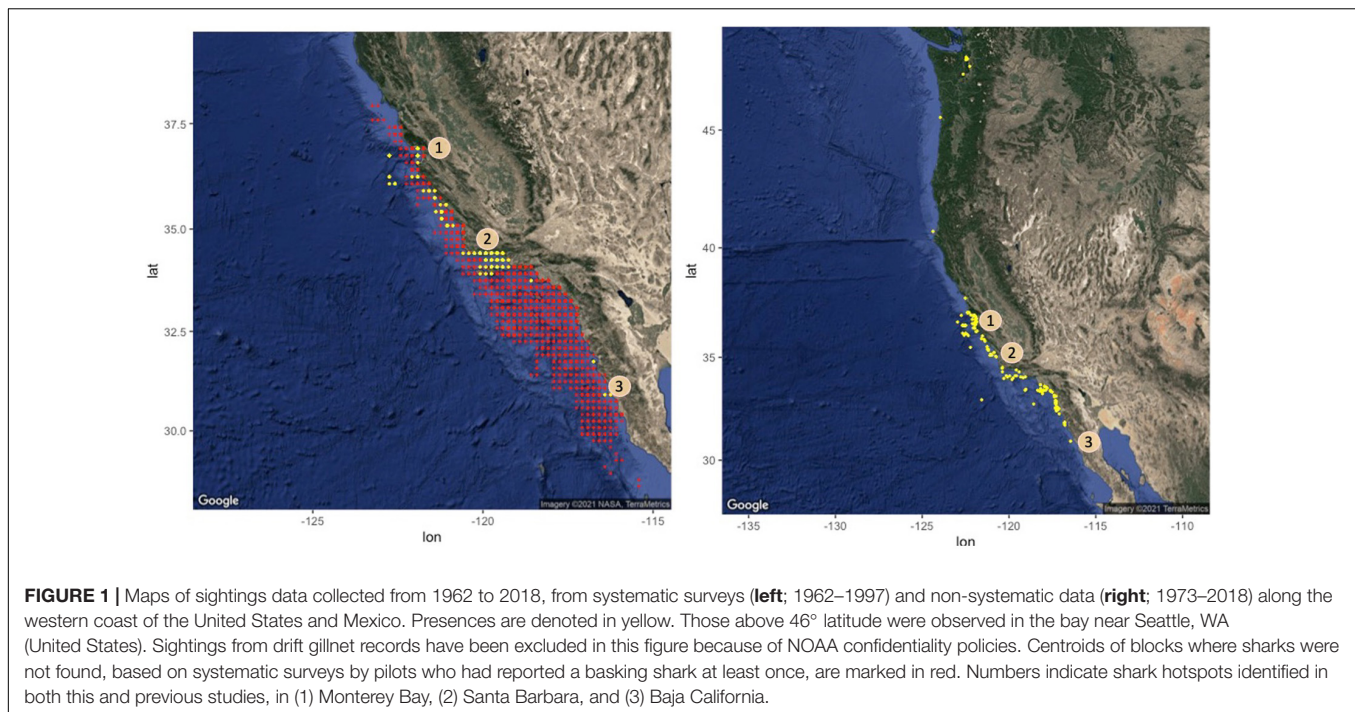 37.5
35.0
32.5
30.0
lat
-125
-120
-115
lon
1
2
3
Google
Imagery ©2021 NASA, TerraMetrics
45
40
35
30
lat
-135
-130
-125
-120
-115
-110
lon
1
2
3
Google
Imagery ©2021 TerraMetrics
FIGURE 1 | Maps of sightings data collected from 1962 to 2018, from systematic surveys (left; 1962–1997) and non-systematic data (right; 1973–2018) along the
western coast of the United States and Mexico. Presences are denoted in yellow. Those above 46° latitude were observed in the bay near Seattle, WA
(United States). Sightings from drift gillnet records have been excluded in this figure because of NOAA confidentiality policies. Centroids of blocks where sharks were
not found, based on systematic surveys by pilots who had reported a basking shark at least once, are marked in red. Numbers indicate shark hotspots identified in
both this and previous studies, in (1) Monterey Bay, (2) Santa Barbara, and (3) Baja California.